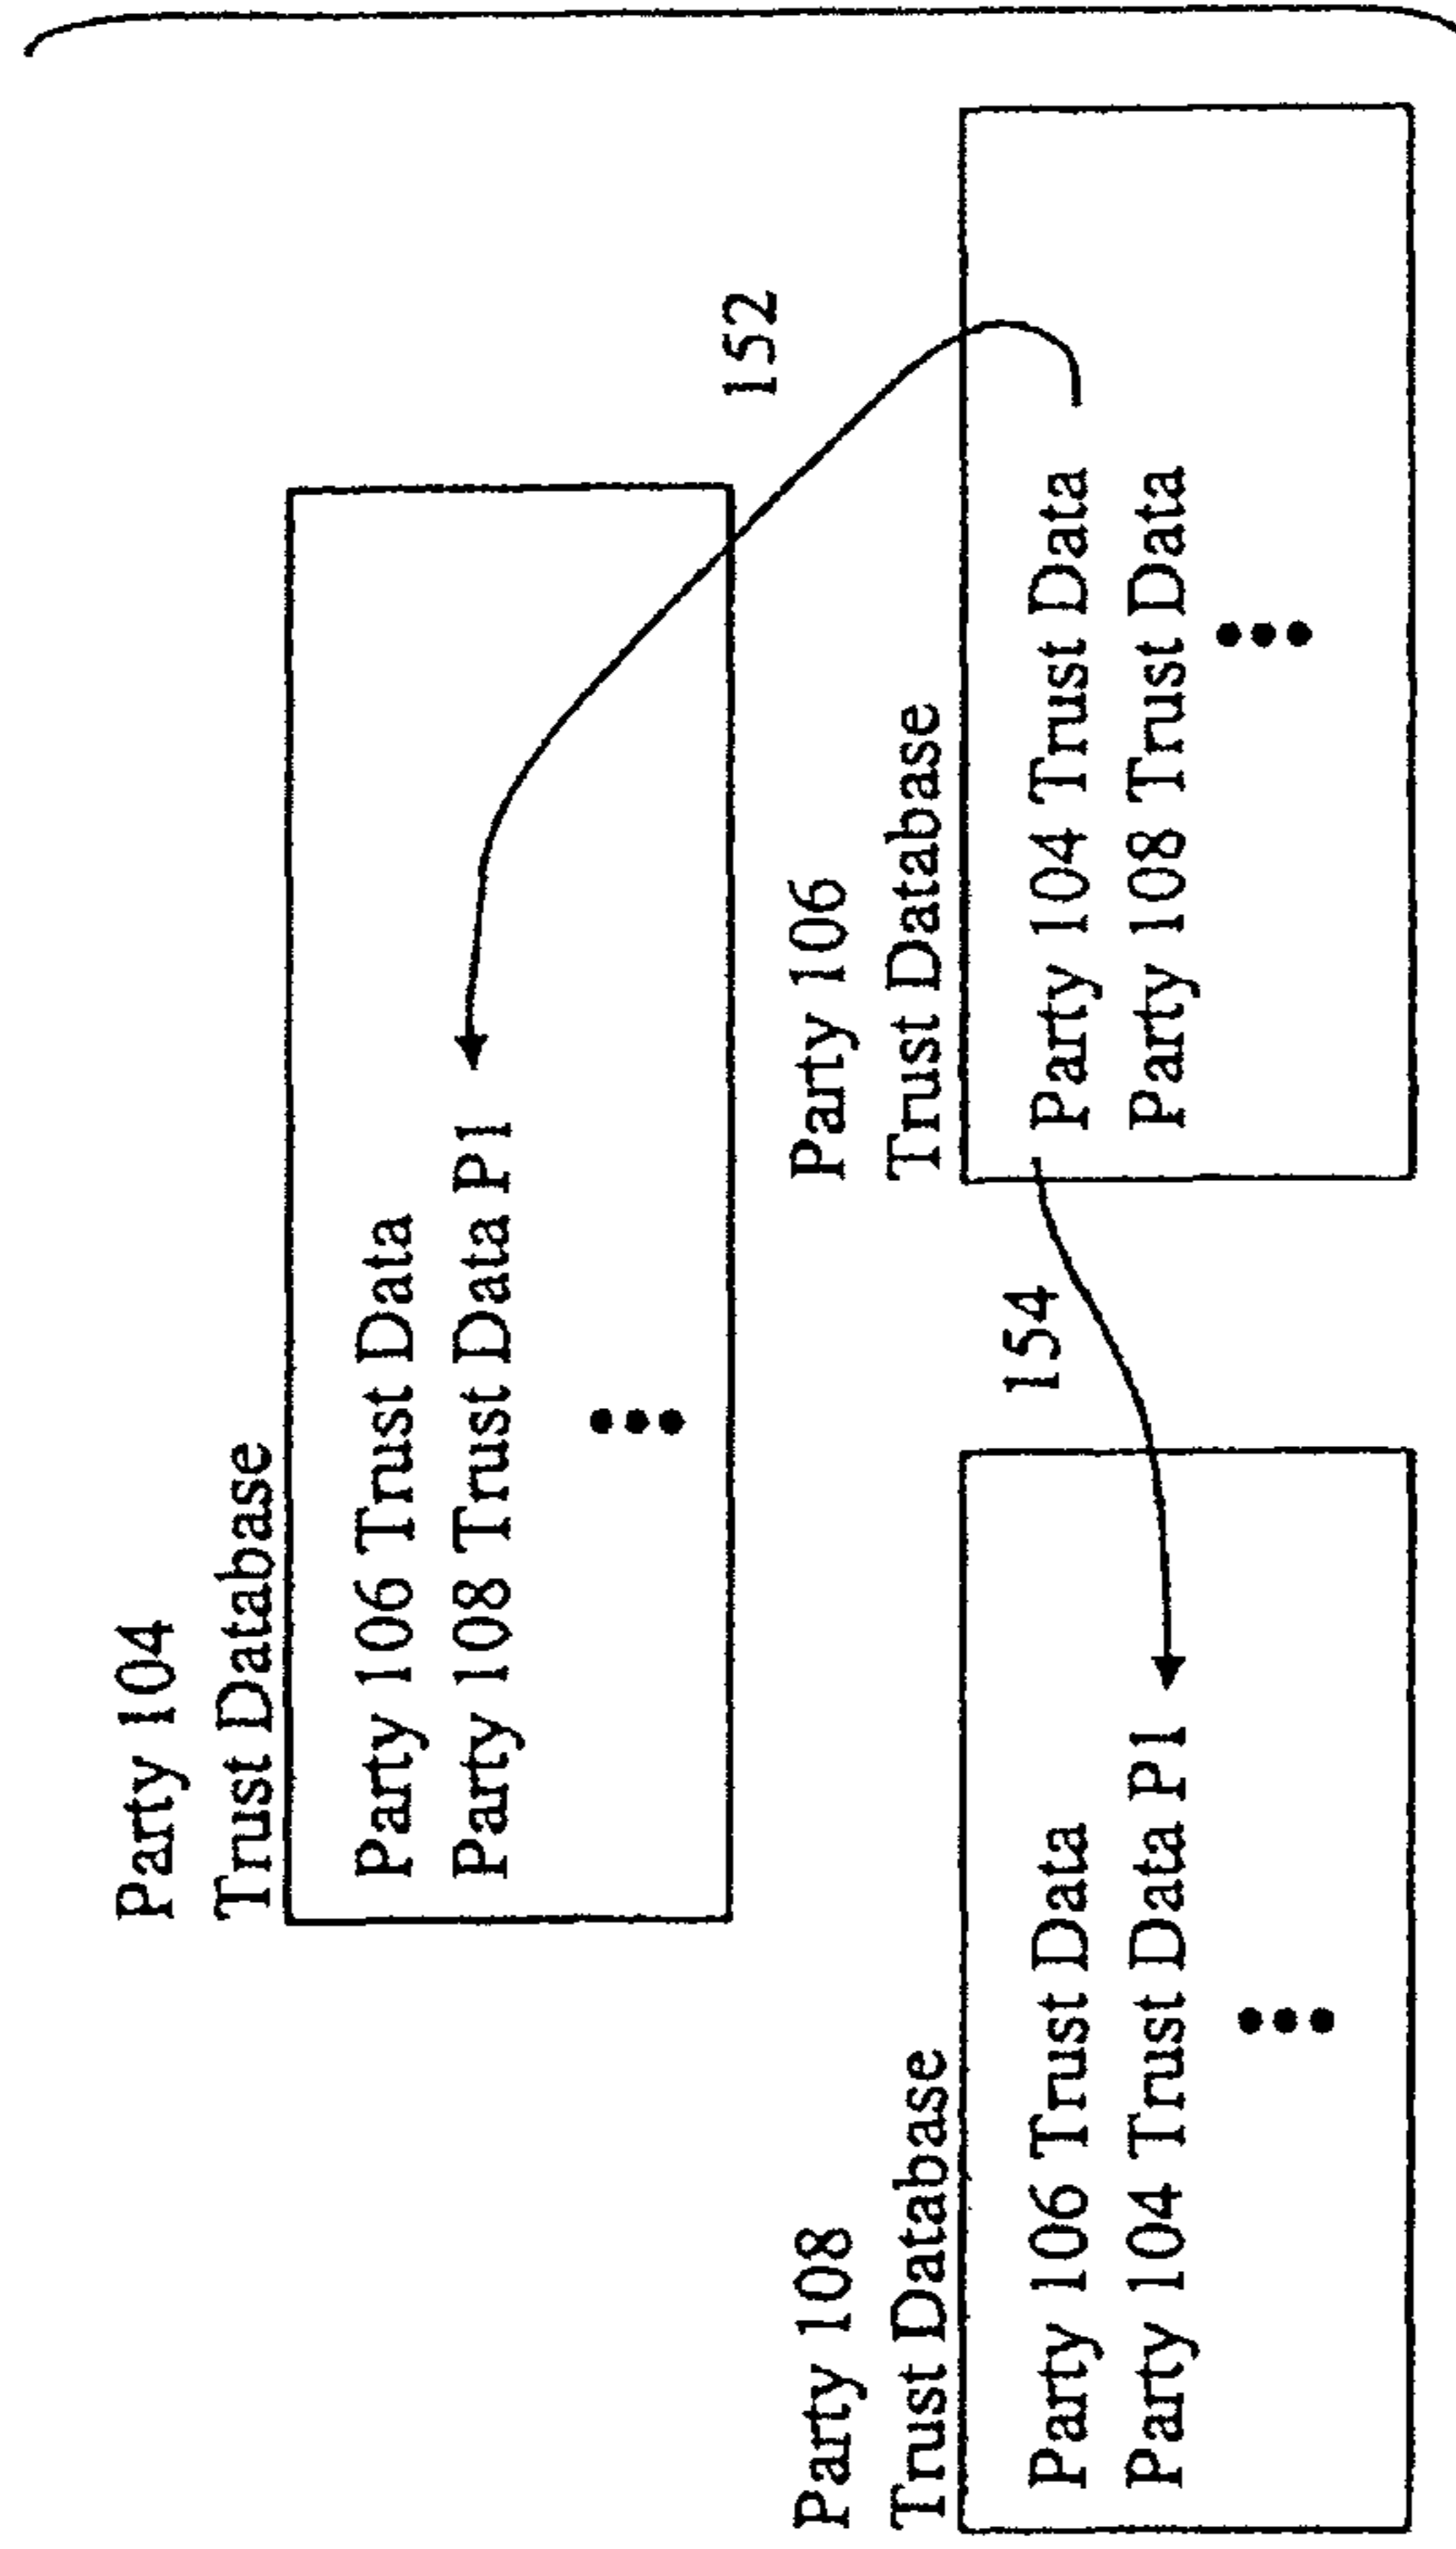 Party 104
Trust Database
Party 106 Trust Data
Party 108 Trust Data P1
152
Party 108
Trust Database
Party 106 Trust Data
Party 104 Trust Data P1
154
Party 106
Trust Database
Party 104 Trust Data
Party 108 Trust Data